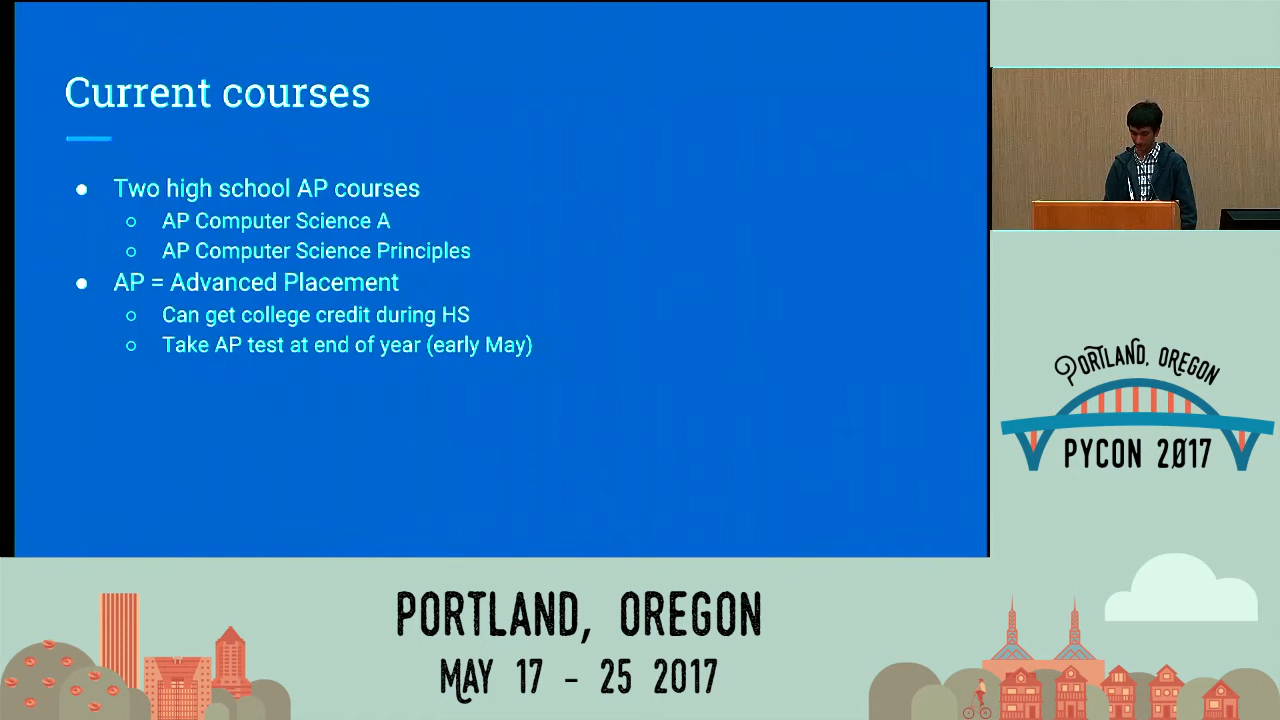 Current courses
● Two high school AP courses
○ AP Computer Science A
○ AP Computer Science Principles
● AP = Advanced Placement
○ Can get college credit during HS
○ Take AP test at end of year (early May)
PORTLAND, OREGON
PYCON 2017
PORTLAND, OREGON
MAY 17 - 25 2017